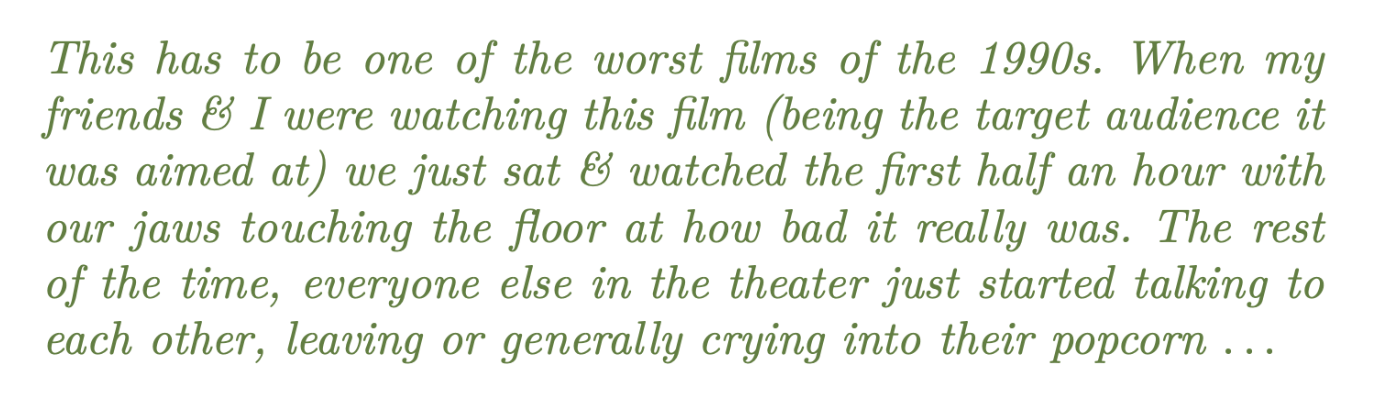 This has to be one of the worst films of the 1990s. When my
friends & I were watching this film (being the target audience it
was aimed at) we just sat & watched the first half an hour with
our jaws touching the floor at how bad it really was. The rest
of the time, everyone else in the theater just started talking to
each other, leaving or generally crying into their popcorn . . .